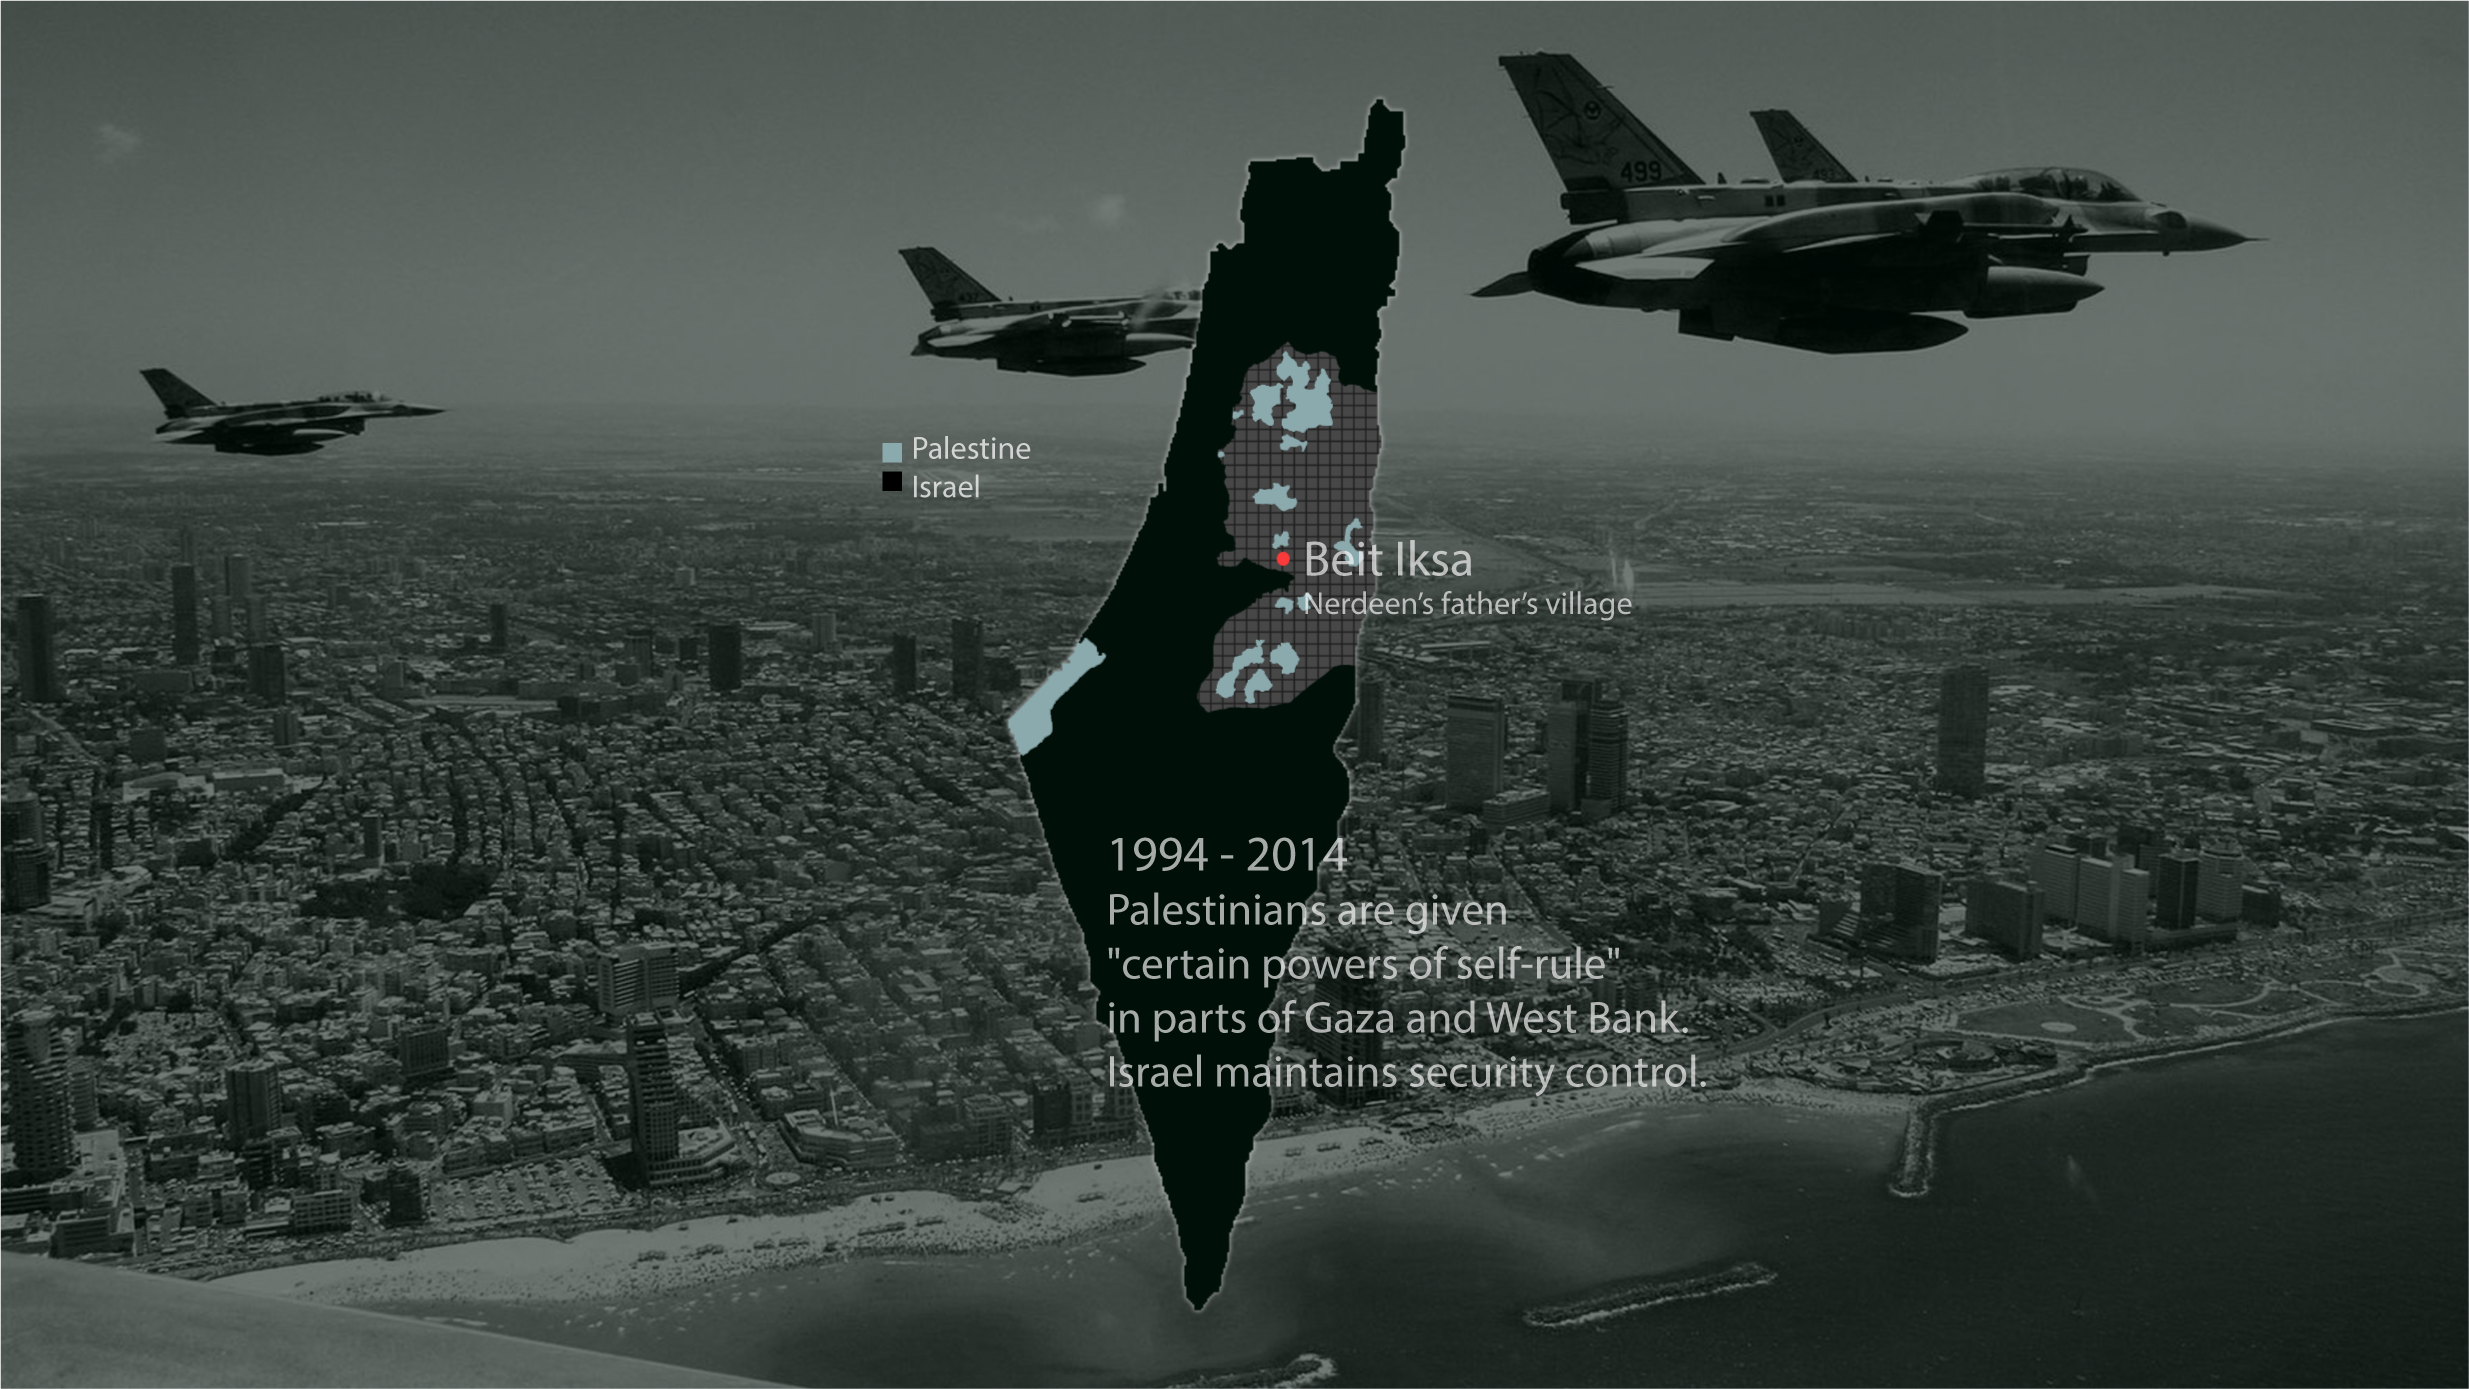 499
Palestine
Israel
Beit Iksa
Nerdeen’s father’s village
1994 - 2014
Palestinians are given
"certain powers of self-rule"
in parts of Gaza and West Bank.
Israel maintains security control.